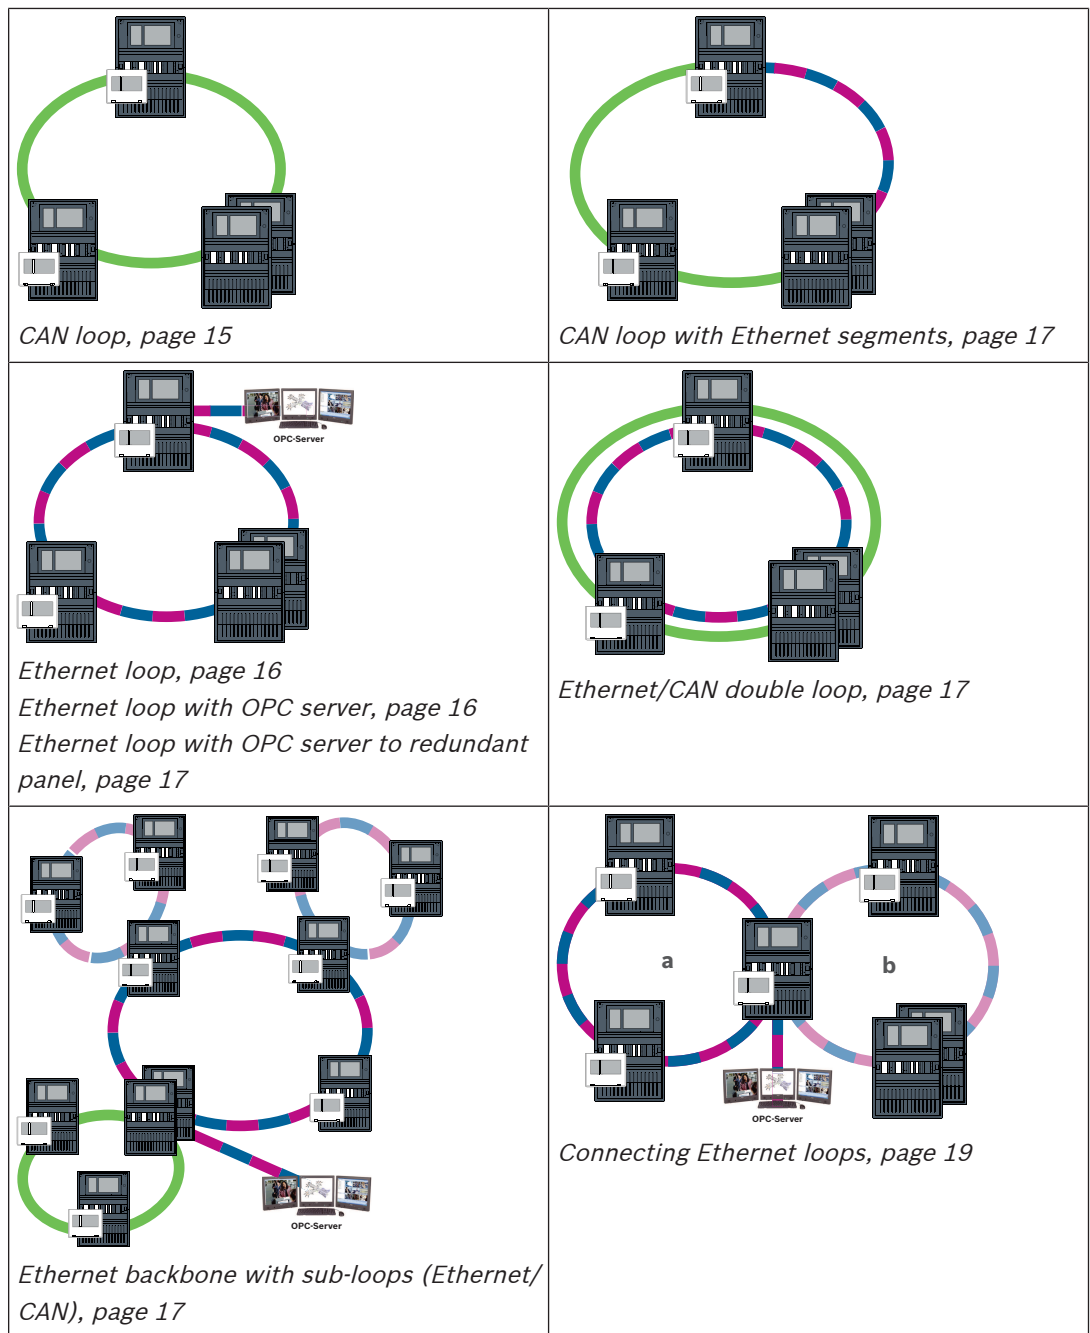 CAN loop, page 15
CAN loop with Ethernet segments, page 17
OPC-Server
Ethernet loop, page 16
Ethernet loop with OPC server, page 16
Ethernet loop with OPC server to redundant
panel, page 17
Ethernet/CAN double loop, page 17
OPC-Server
Ethernet backbone with sub-loops (Ethernet/
CAN), page 17
a
b
OPC-Server
Connecting Ethernet loops, page 19